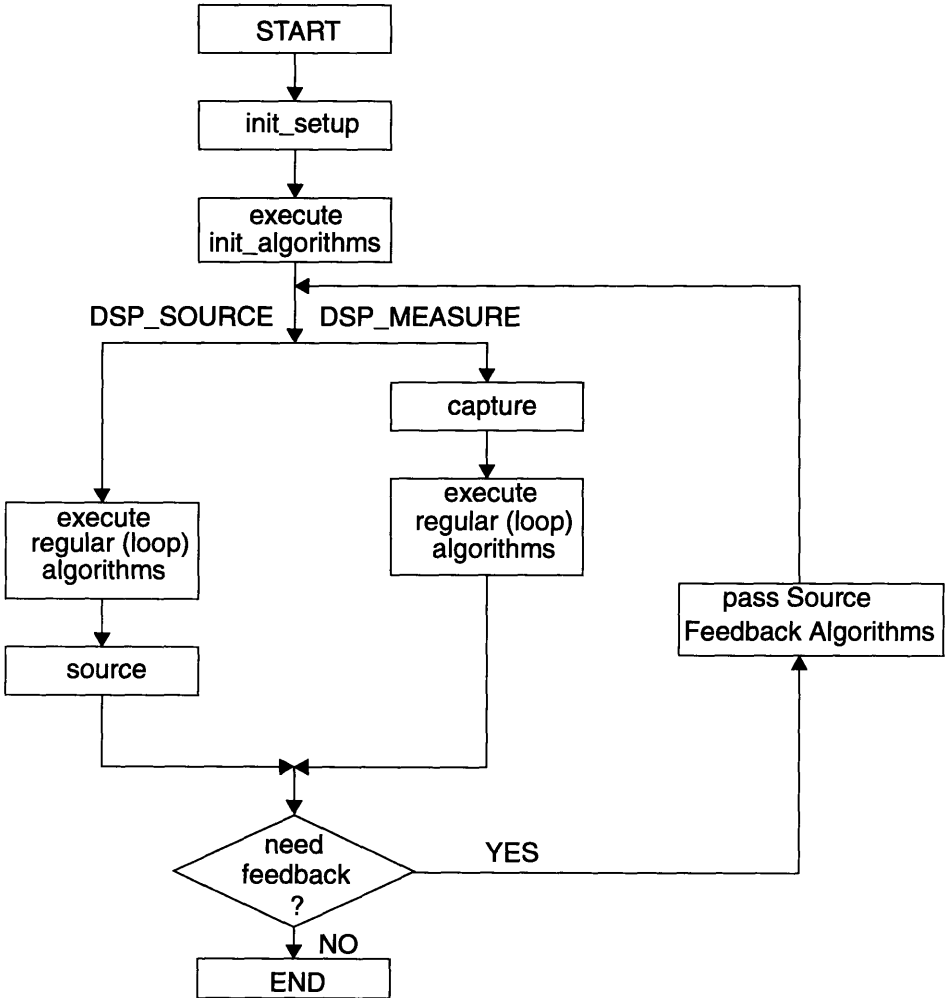 START
init_setup
execute
init_algorithms
DSP_SOURCE
DSP_MEASURE
capture
execute
regular (loop)
algorithms
execute
regular (loop)
algorithms
source
pass Source
Feedback Algorithms
need
feedback
?
YES
NO
END